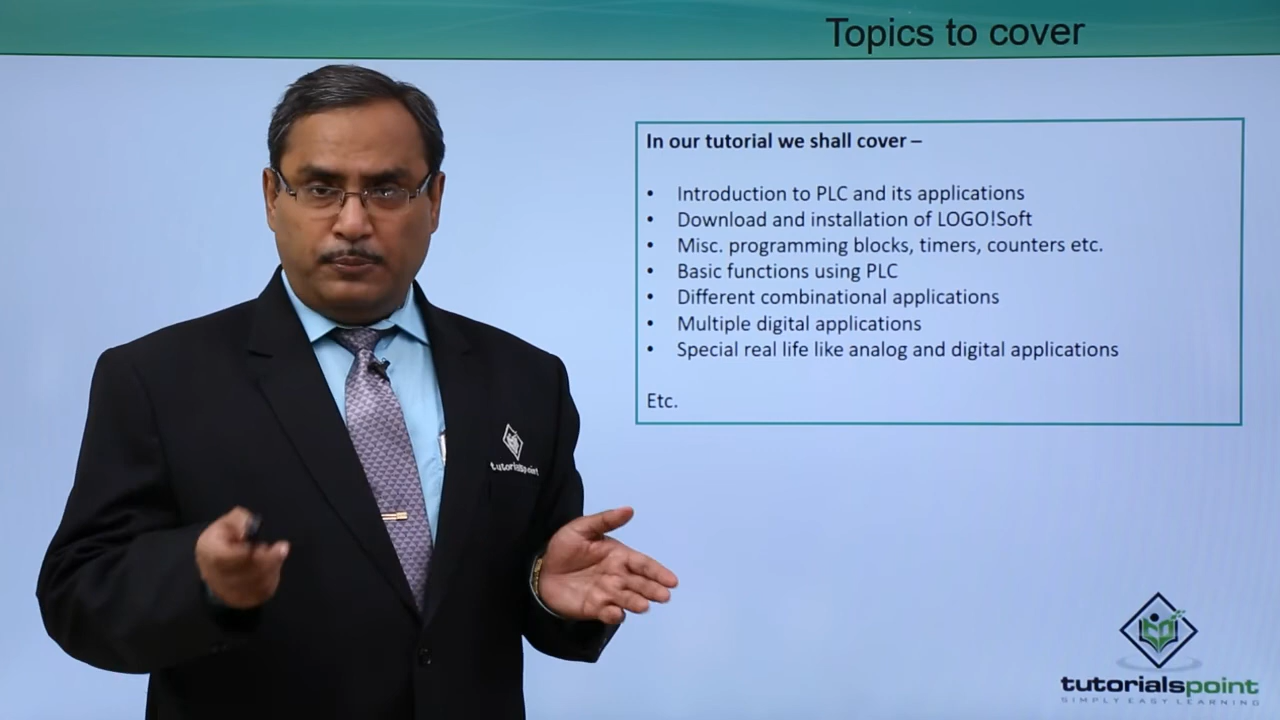 Topics to cover
In our tutorial we shall cover –
• Introduction to PLC and its applications
• Download and installation of LOGO!Soft
• Misc. programming blocks, timers, counters etc.
• Basic functions using PLC
• Different combinational applications
• Multiple digital applications
• Special real life like analog and digital applications
Etc.
tutorialspoint
tutorialspoint
SIMPLY EASY LEARNING